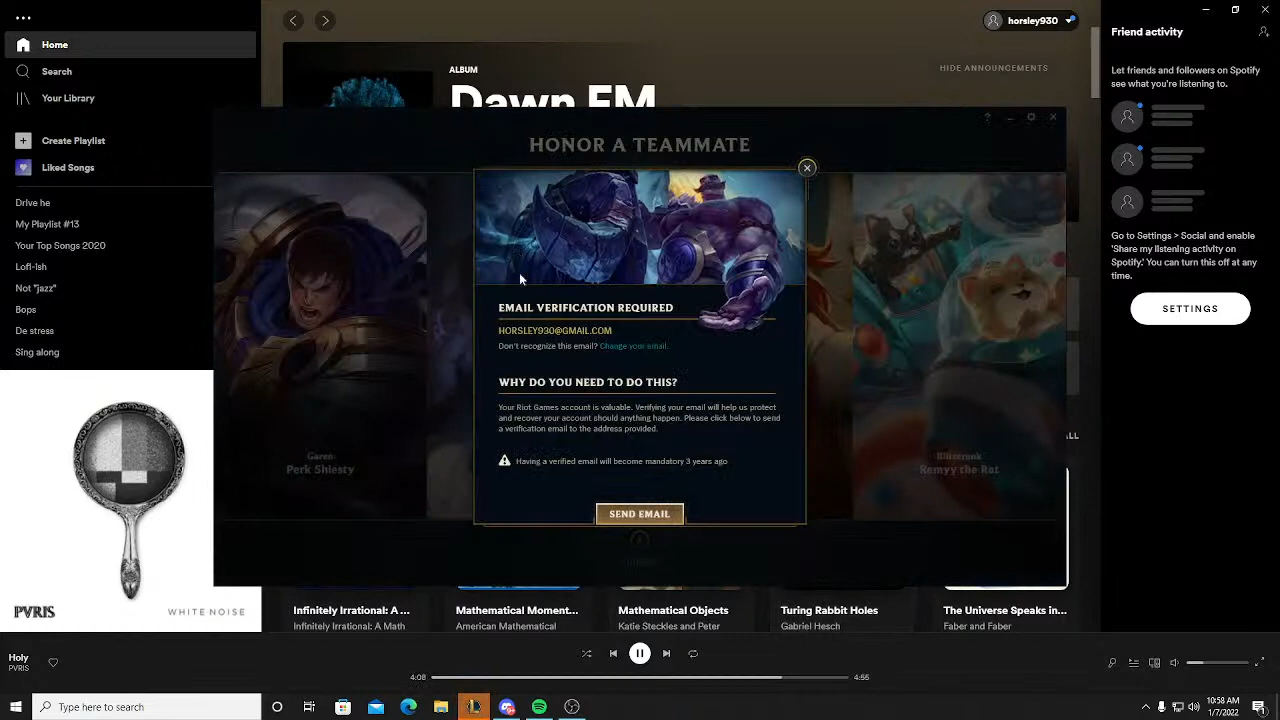 Home
Search
Your Library
Create Playlist
Liked Songs
Drive he
My Playlist #13
Your Top Songs 2020
Lofi-ish
Not "jazz"
Bops
De stress
Sing along
PVRIS
WHITE NOISE
horsley930
ALBUM
Dawn FM
HIDE ANNOUNCEMENTS
HONOR A TEAMMATE
?
EMAIL VERIFICATION REQUIRED
HORSLEY930@GMAIL.COM
Don't recognize this email? Change your email.
WHY DO YOU NEED TO DO THIS?
Your Riot Games account is valuable. Verifying your email will help us protect
and recover your account should anything happen. Please click below to send
a verification email to the address provided.
Having a verified email will become mandatory 3 years ago
SEND EMAIL
Garen
Perk Shiesty
Blitzcrank
Remyy the Rat
Friend activity
Let friends and followers on Spotify
see what you're listening to.
Go to Settings > Social and enable
'Share my listening activity on
Spotify.' You can turn this off at any
time.
SETTINGS
Infinitely Irrational: A ...
Infinitely Irrational: A Math
Mathematical Moment...
American Mathematical
Mathematical Objects
Katie Steckles and Peter
Turing Rabbit Holes
Gabriel Hesch
The Universe Speaks in...
Faber and Faber
Holy
PVRIS
4:08
4:55
Type here to search
10:58 AM
1/7/2022